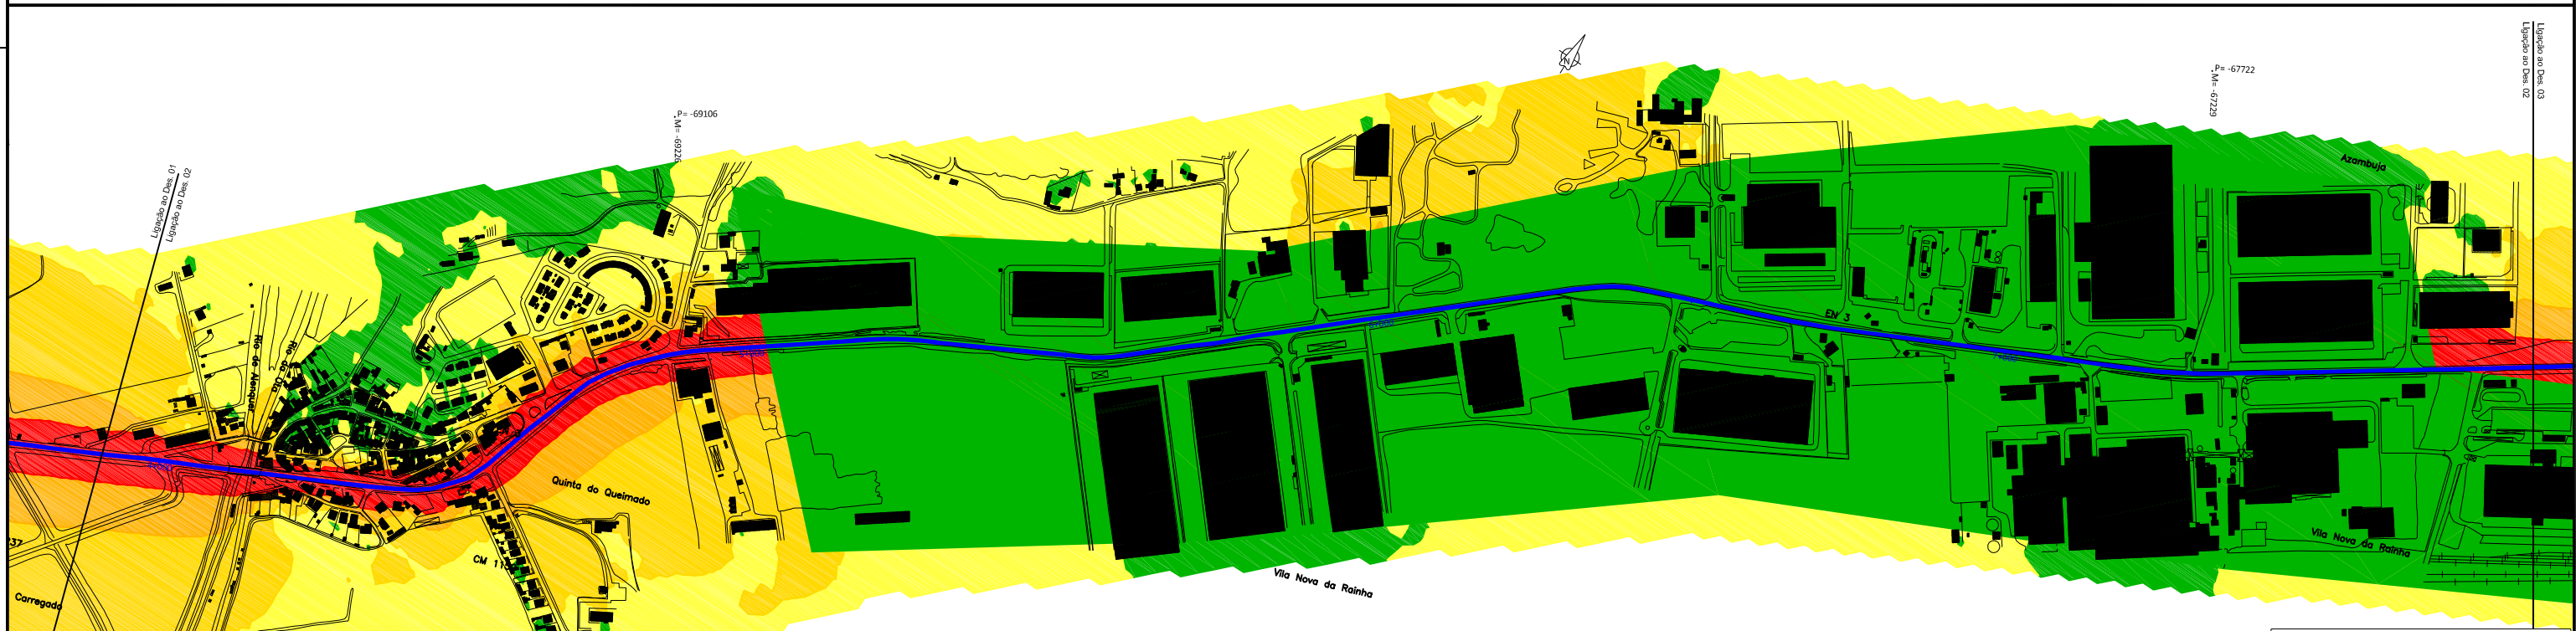 Ligação ao Des. 01
Ligação ao Des. 02
P= -69106
M= -69226
N
P= -67722
M= -67229
Ligação ao Des. 03
Ligação ao Des. 02
Azambuja
EN 3
Rio da Ota
Rio de Alenquer
Quinta do Queimado
CM 11
Carregado
Vila Nova da Rainha
Vila Nova da Rainha